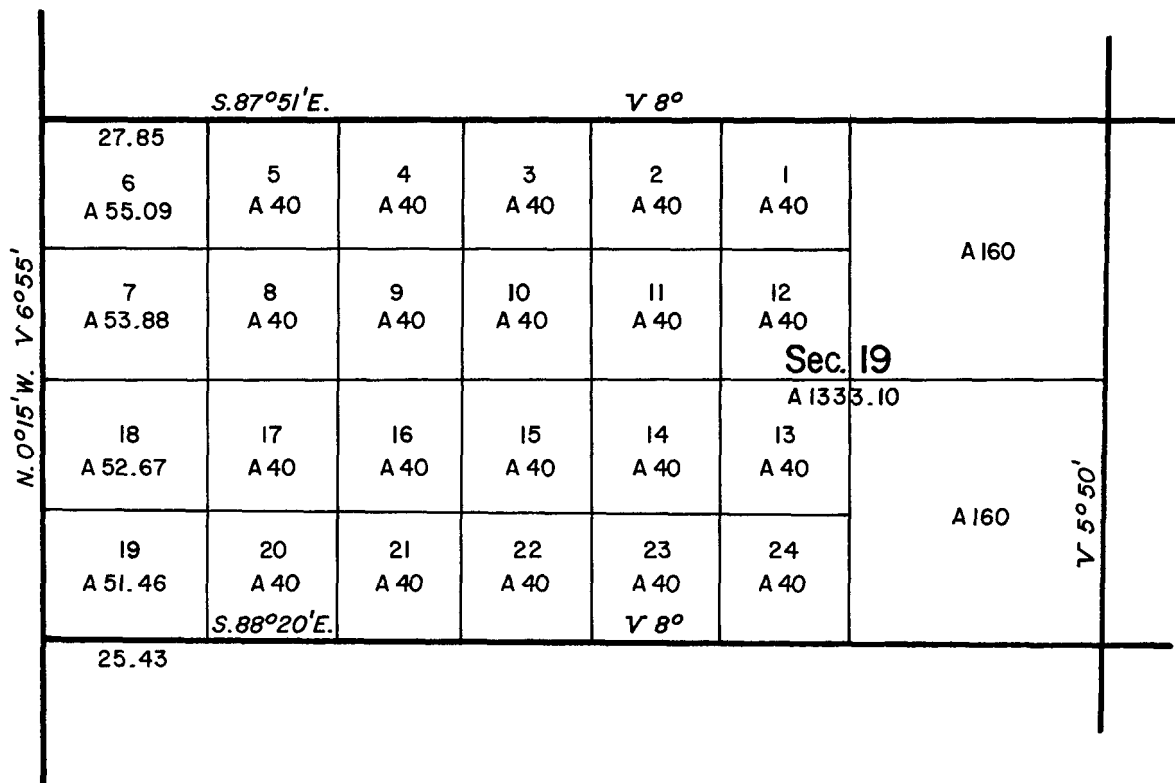 S.87°51'E. V 8°
27.85
6 5 4 3 2 1
A 55.09 A 40 A 40 A 40 A 40 A 40
A 160
7 8 9 10 11 12
A 53.88 A 40 A 40 A 40 A 40 A 40
N.0°15'W. V 6°55'
Sec. 19
A 1333.10
18 17 16 15 14 13
A 52.67 A 40 A 40 A 40 A 40 A 40
A 160
V 5°50'
19 20 21 22 23 24
A 51.46 A 40 A 40 A 40 A 40 A 40
S.88°20'E. V 8°
25.43